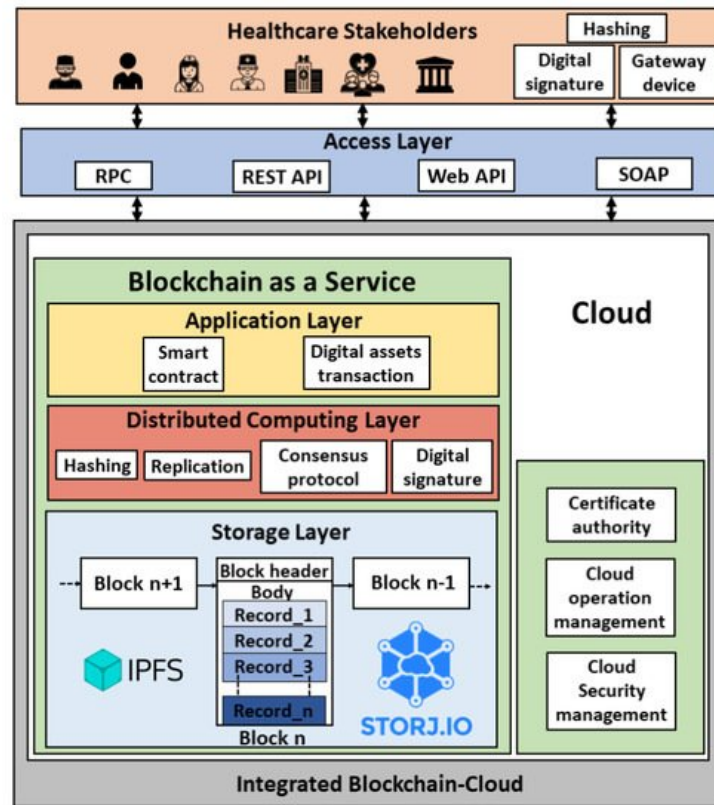 Healthcare Stakeholders
Hashing
Digital
signature
Gateway
device
Access Layer
RPC
REST API
Web API
SOAP
Blockchain as a Service
Application Layer
Smart
contract
Digital assets
transaction
Distributed Computing Layer
Hashing
Replication
Consensus
protocol
Digital
signature
Storage Layer
Block n+1
Block header
Body
Record_1
Record_2
Record_3
Record_n
Block n
Block n-1
IPFS
STORJ.IO
Cloud
Certificate
authority
Cloud
operation
management
Cloud
Security
management
Integrated Blockchain-Cloud